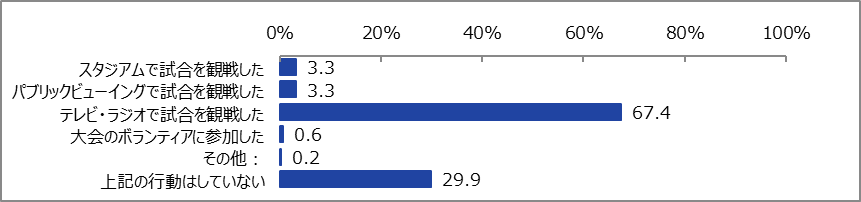 0% 20% 40% 60% 80% 100%
スタジアムで試合を観戦した 3.3
パブリックビューイングで試合を観戦した 3.3
テレビ・ラジオで試合を観戦した 67.4
大会のボランティアに参加した 0.6
その他： 0.2
上記の行動はしていない 29.9